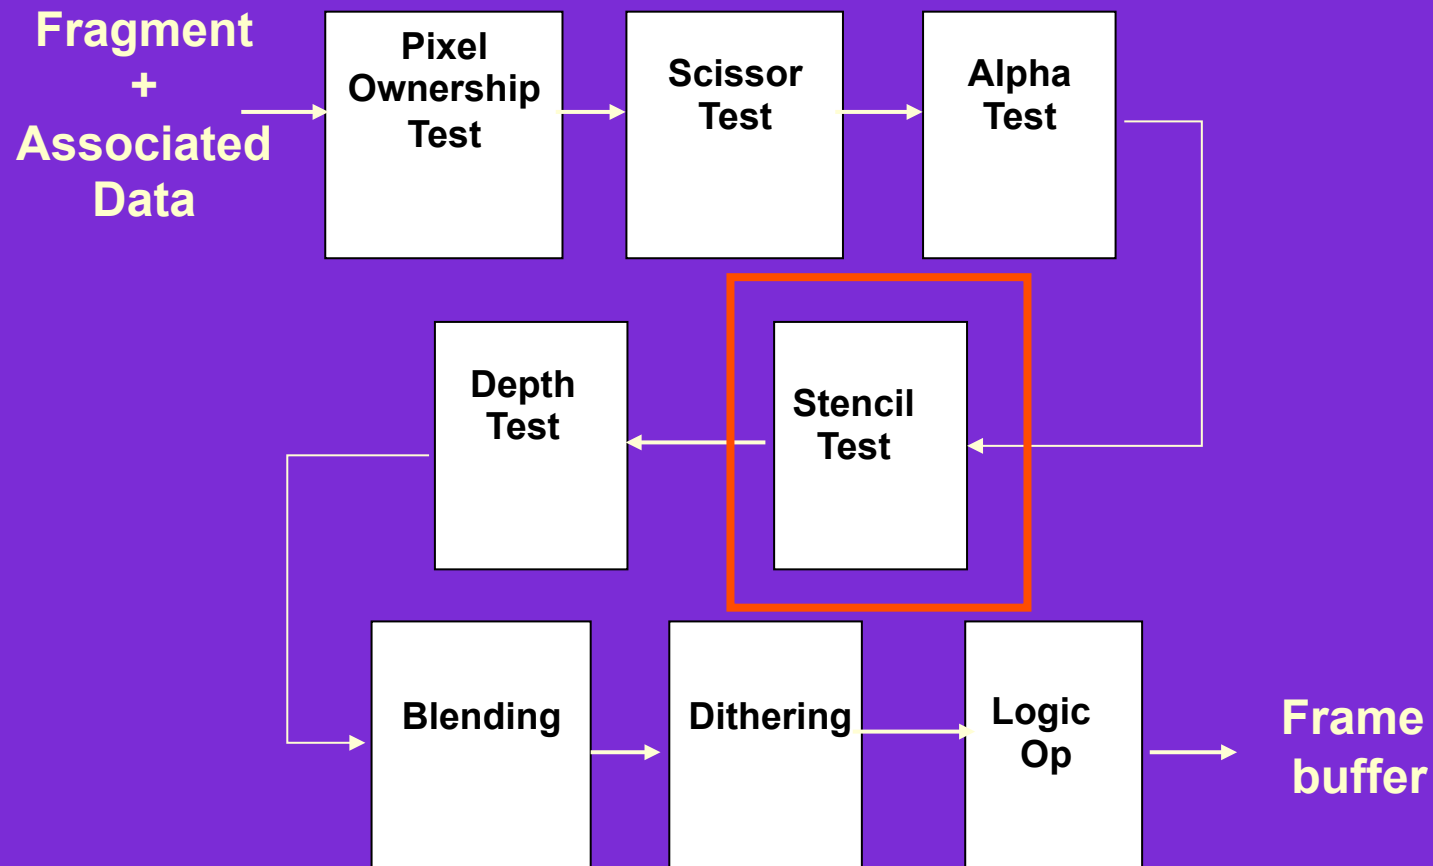 Fragment
+
Associated
Data
Pixel
Ownership
Test
Scissor
Test
Alpha
Test
Depth
Test
Stencil
Test
Blending
Dithering
Logic
Op
Frame
buffer